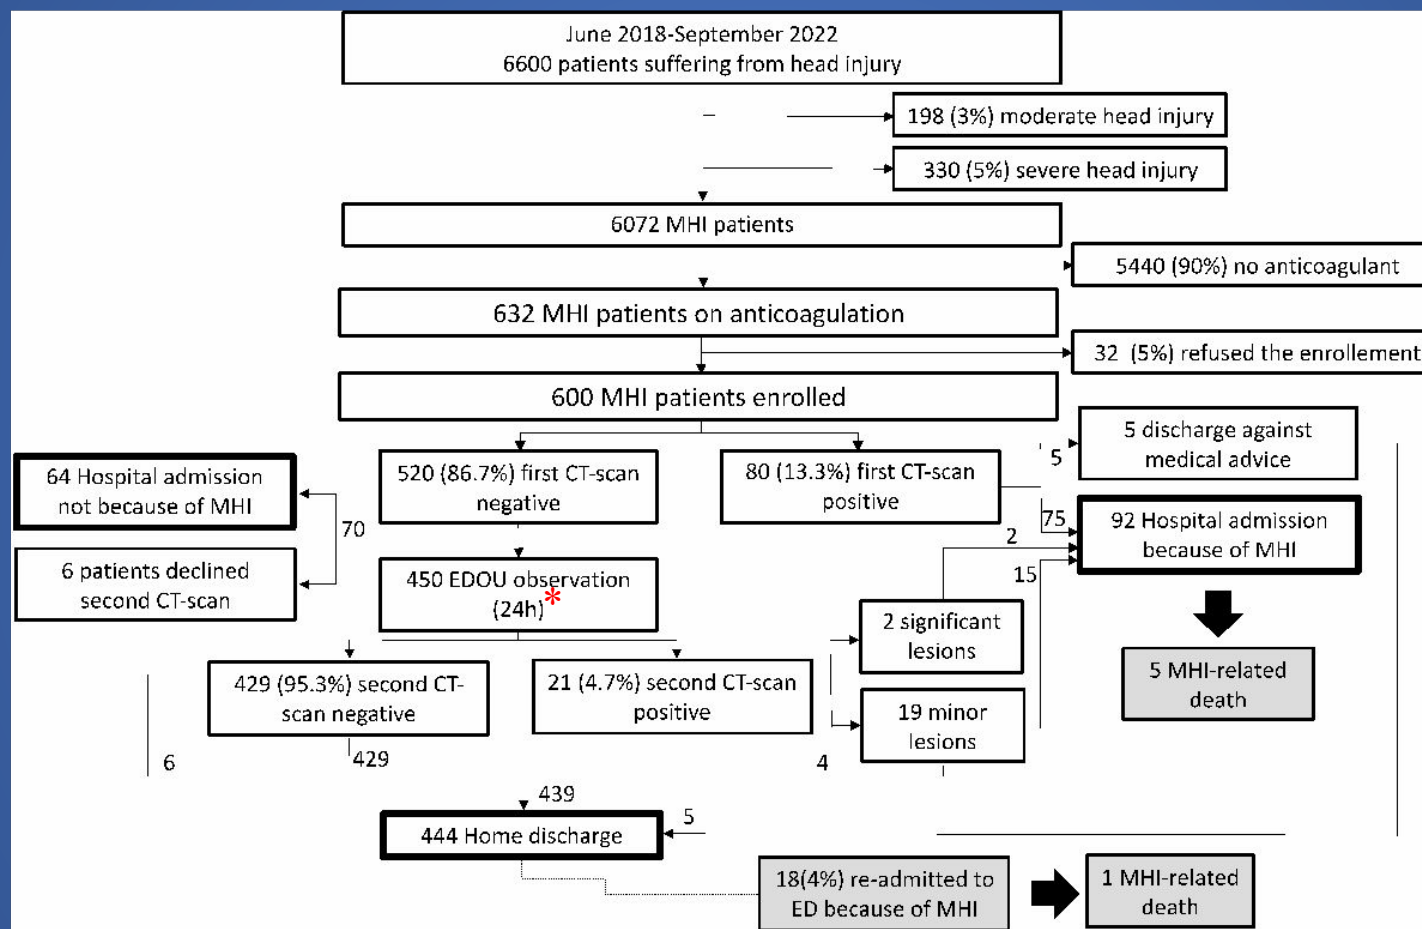 June 2018-September 2022
6600 patients suffering from head injury
198 (3%) moderate head injury
330 (5%) severe head injury
6072 MHI patients
5440 (90%) no anticoagulant
632 MHI patients on anticoagulation
32 (5%) refused the enrollement
600 MHI patients enrolled
5 discharge against
medical advice
5
64 Hospital admission
not because of MHI
520 (86.7%) first CT-scan
negative
80 (13.3%) first CT-scan
positive
70
75
92 Hospital admission
because of MHI
2
15
6 patients declined
second CT-scan
450 EDOU observation
(24h)*
2 significant
lesions
5 MHI-related
death
429 (95.3%) second CT-
scan negative
21 (4.7%) second CT-scan
positive
19 minor
lesions
6
429
4
439
5
444 Home discharge
18(4%) re-admitted to
ED because of MHI
1 MHI-related
death